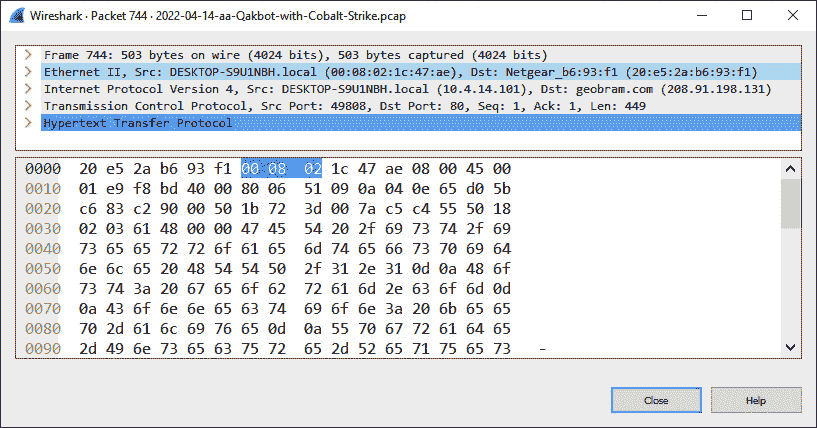 Wireshark · Packet 744 · 2022-04-14-aa-Qakbot-with-Cobalt-Strike.pcap
Frame 744: 503 bytes on wire (4024 bits), 503 bytes captured (4024 bits)
Ethernet II, Src: DESKTOP-S9U1NBH.local (00:08:02:1c:47:ae), Dst: Netgear_b6:93:f1 (20:e5:2a:b6:93:f1)
Internet Protocol Version 4, Src: DESKTOP-S9U1NBH.local (10.4.14.101), Dst: geobram.com (208.91.198.131)
Transmission Control Protocol, Src Port: 49808, Dst Port: 80, Seq: 1, Ack: 1, Len: 449
Hypertext Transfer Protocol
0000 20 e5 2a b6 93 f1 00 08 02 1c 47 ae 08 00 45 00
0010 01 e9 f8 bd 40 00 80 06 51 09 0a 04 0e 65 d0 5b
0020 c6 83 c2 90 00 50 1b 72 3d 00 7a c5 c4 55 50 18
0030 02 03 61 48 00 00 47 45 54 20 2f 69 73 74 2f 69
0040 73 65 65 72 72 6f 61 65 6d 74 65 66 73 70 69 64
0050 6e 6c 65 20 48 54 54 50 2f 31 2e 31 0d 0a 48 6f
0060 73 74 3a 20 67 65 6f 62 72 61 6d 2e 63 6f 6d 0d
0070 0a 43 6f 6e 6e 65 63 74 69 6f 6e 3a 20 6b 65 65
0080 70 2d 61 6c 69 76 65 0d 0a 55 70 67 72 61 64 65
0090 2d 49 6e 73 65 63 75 72 65 2d 52 65 71 75 65 73 -
Close Help